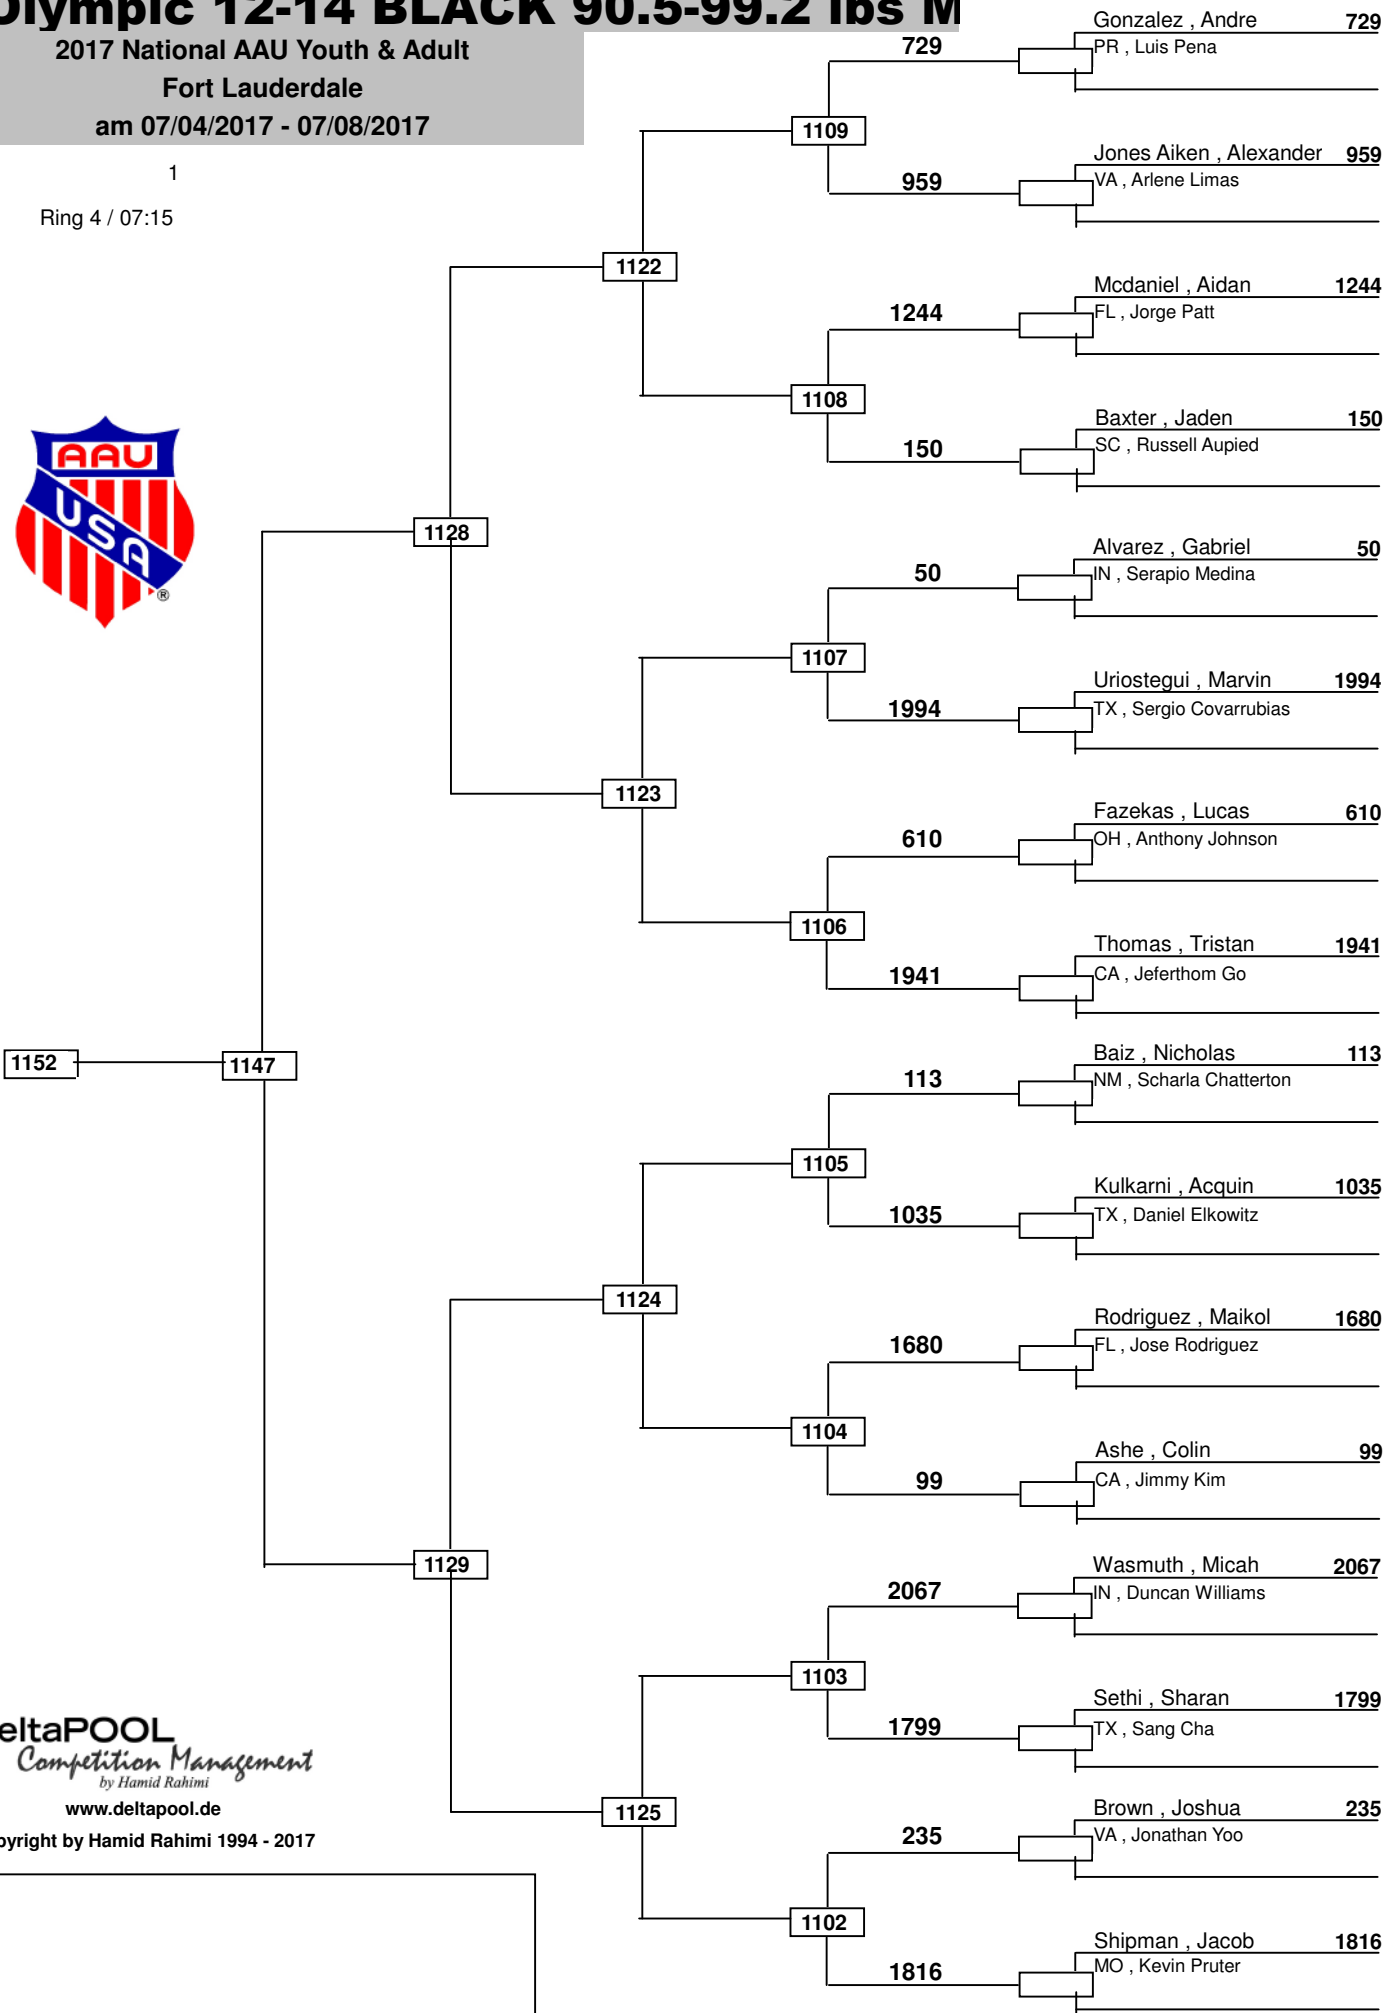 Olympic 12-14 BLACK 90.5-99.2 lbs M
2017 National AAU Youth & Adult
Fort Lauderdale
am 07/04/2017 - 07/08/2017
1
Ring 4 / 07:15
Gonzalez , Andre 729
729
PR , Luis Pena
1109
Jones Aiken , Alexander 959
959
VA , Arlene Limas
1122
Mcdaniel , Aidan 1244
1244
FL , Jorge Patt
1108
Baxter , Jaden 150
150
SC , Russell Aupied
AAU
USA
®
1128
Alvarez , Gabriel 50
50
IN , Serapio Medina
1107
Uriostegui , Marvin 1994
1994
TX , Sergio Covarrubias
1123
Fazekas , Lucas 610
610
OH , Anthony Johnson
1106
Thomas , Tristan 1941
1941
CA , Jeferthom Go
1152
1147
Baiz , Nicholas 113
113
NM , Scharla Chatterton
1105
Kulkarni , Acquin 1035
1035
TX , Daniel Elkowitz
1124
Rodriguez , Maikol 1680
1680
FL , Jose Rodriguez
1104
Ashe , Colin 99
99
CA , Jimmy Kim
1129
Wasmuth , Micah 2067
2067
IN , Duncan Williams
1103
Sethi , Sharan 1799
1799
TX , Sang Cha
eltaPOOL
Competition Management
by Hamid Rahimi
www.deltapool.de
pyright by Hamid Rahimi 1994 - 2017
1125
Brown , Joshua 235
235
VA , Jonathan Yoo
1102
Shipman , Jacob 1816
1816
MO , Kevin Pruter